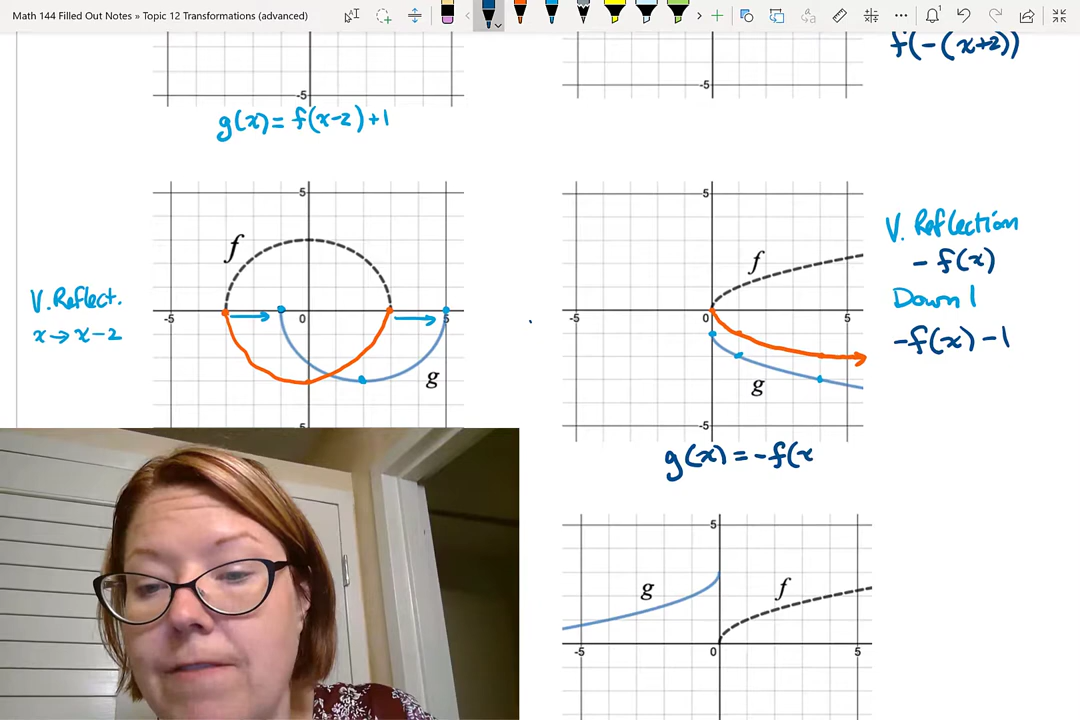 Math 144 Filled Out Notes » Topic 12 Transformations (advanced)
f(-(x+2))
-5
-5
g(x) = f(x-2)+1
5
f
V. Reflect.
x → x-2
-5
0
5
g
5
f
-5
0
5
g
-5
V. Reflection
- f(x)
Down 1
-f(x) - 1
g(x) = -f(x
5
g
f
-5
0
5